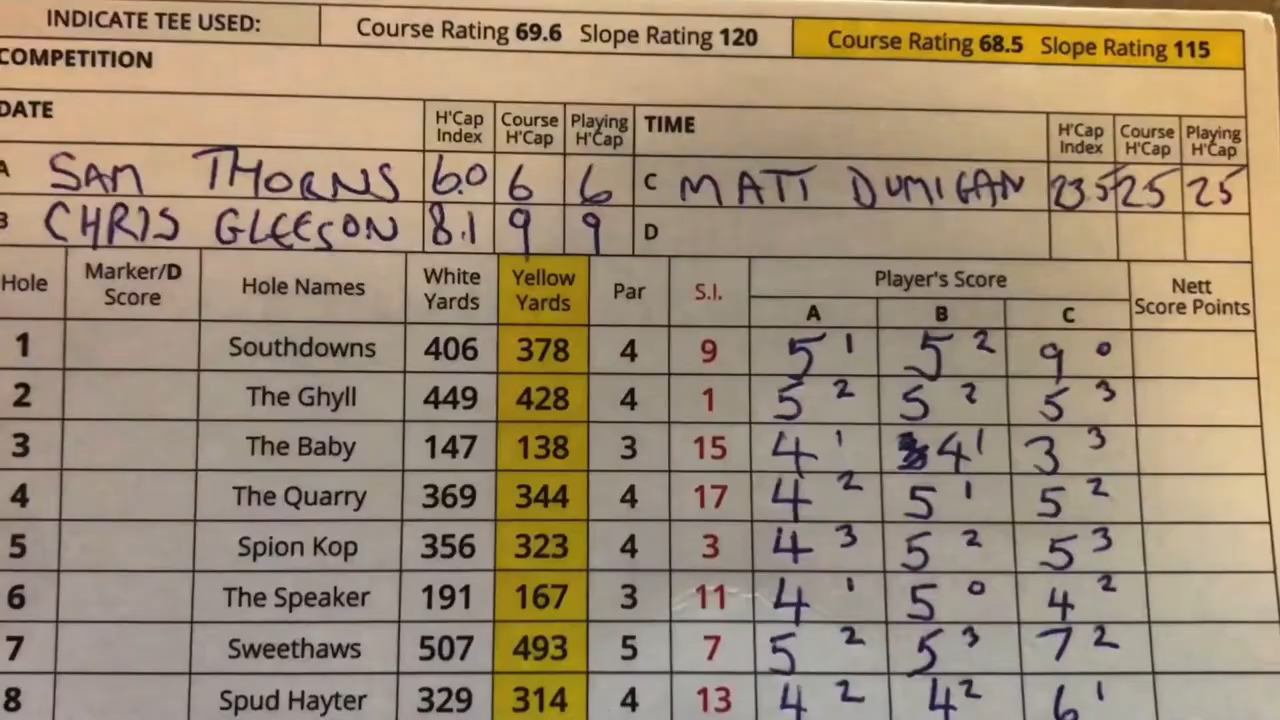 INDICATE TEE USED: Course Rating 69.6 Slope Rating 120 Course Rating 68.5 Slope Rating 115
COMPETITION
DATE H'Cap Index Course H'Cap Playing H'Cap TIME H'Cap Index Course H'Cap Playing H'Cap
A SAM THORNS 6.0 6 6 C MATT DUMIGAN 23.5 25 25
B CHRIS GLEESON 8.1 9 9 D
Hole Marker/D Score Hole Names White Yards Yellow Yards Par S.I. Player's Score Nett Score Points
A B C
1 Southdowns 406 378 4 9 5 1 5 2 9 0
2 The Ghyll 449 428 4 1 5 2 5 2 5 3
3 The Baby 147 138 3 15 4 1 4 1 3 3
4 The Quarry 369 344 4 17 4 2 5 1 5 2
5 Spion Kop 356 323 4 3 4 3 5 2 5 3
6 The Speaker 191 167 3 11 4 1 5 0 4 2
7 Sweethaws 507 493 5 7 5 2 5 3 7 2
8 Spud Hayter 329 314 4 13 4 2 4 2 6 1